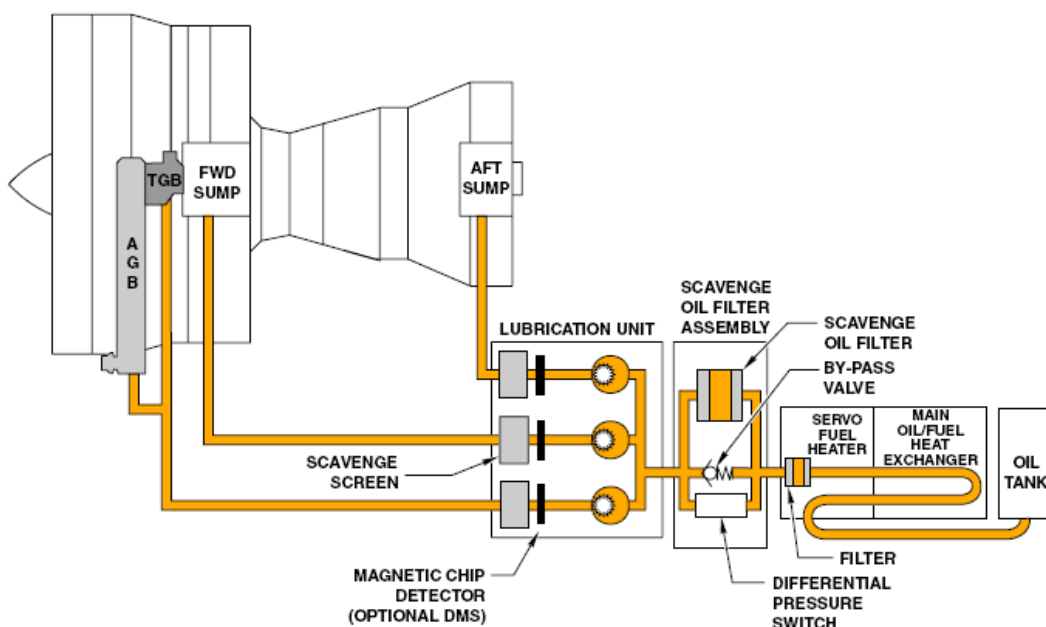 TGB
FWD
SUMP
AFT
SUMP
A
G
B
LUBRICATION UNIT
SCAVENGE
OIL FILTER
ASSEMBLY
SCAVENGE
OIL FILTER
BY-PASS
VALVE
SERVO
FUEL
HEATER
MAIN
OIL/FUEL
HEAT
EXCHANGER
OIL
TANK
SCAVENGE
SCREEN
MAGNETIC CHIP
DETECTOR
(OPTIONAL DMS)
FILTER
DIFFERENTIAL
PRESSURE
SWITCH